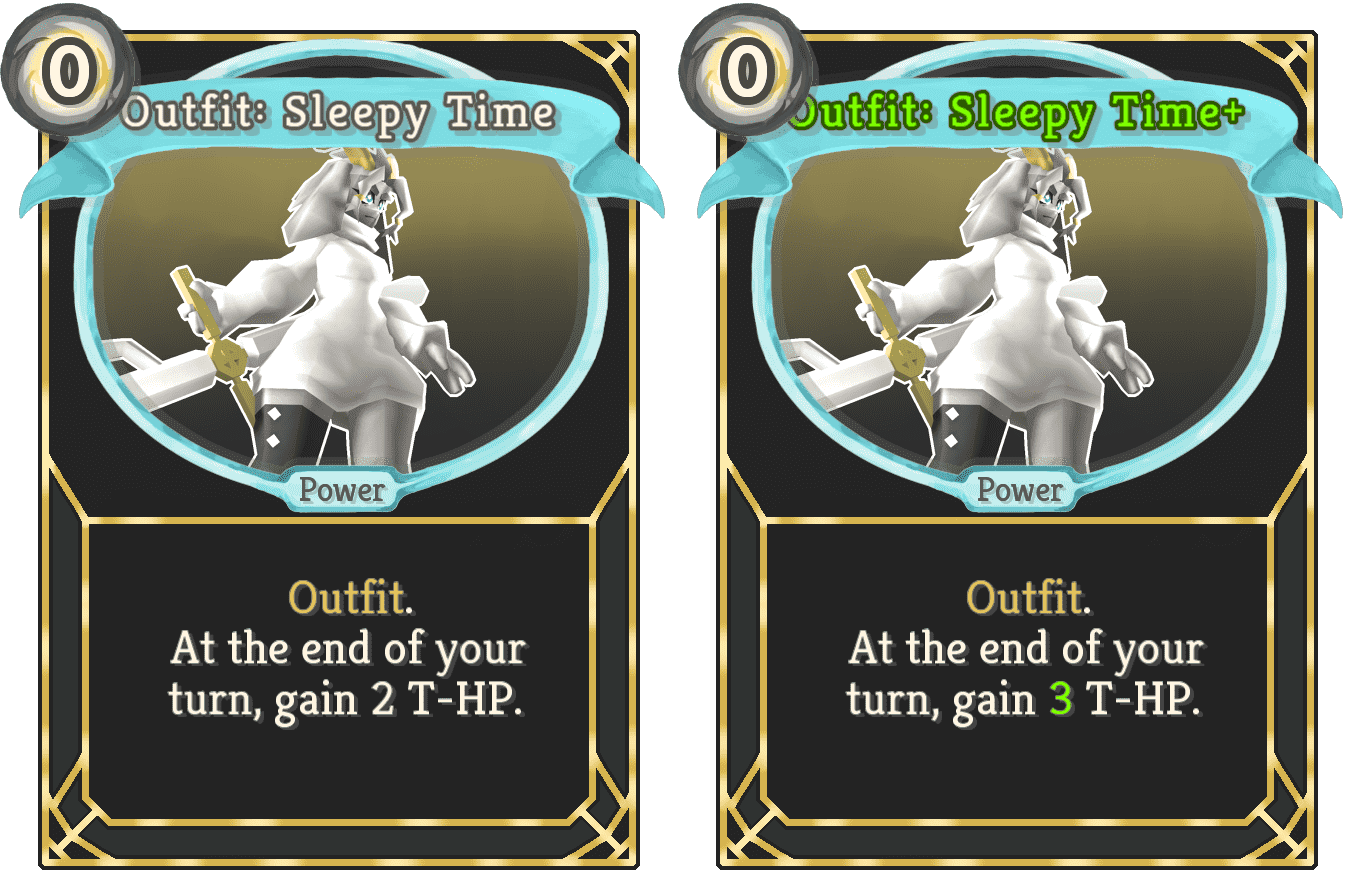 0
Outfit: Sleepy Time
Power
Outfit.
At the end of your
turn, gain 2 T-HP.
0
Outfit: Sleepy Time+
Power
Outfit.
At the end of your
turn, gain 3 T-HP.